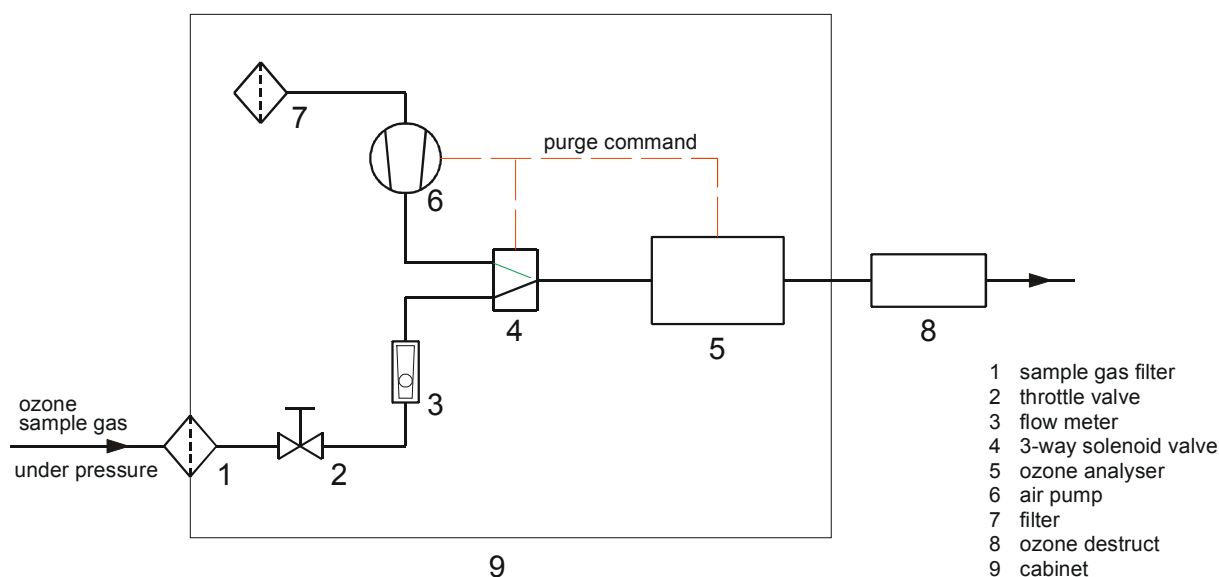 7
purge command
6
4
5
8
3
ozone
sample gas
under pressure
1
2
9
1 sample gas filter
2 throttle valve
3 flow meter
4 3-way solenoid valve
5 ozone analyser
6 air pump
7 filter
8 ozone destruct
9 cabinet